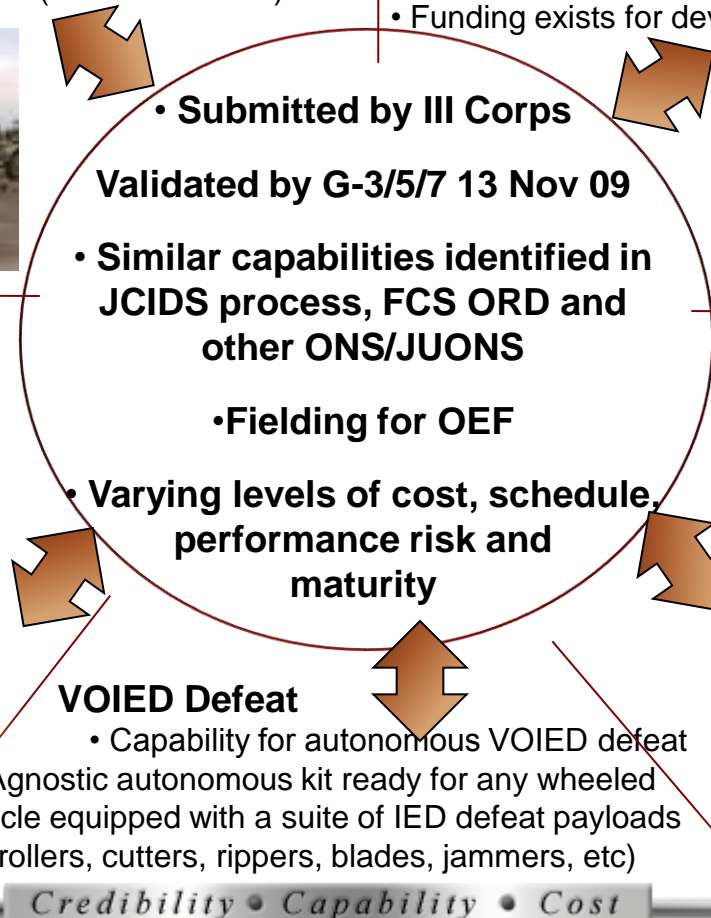 • Funding exists for dev
• Submitted by III Corps
Validated by G-3/5/7 13 Nov 09
• Similar capabilities identified in
JCIDS process, FCS ORD and
other ONS/JUONS
•Fielding for OEF
• Varying levels of cost, schedule,
performance risk and
maturity
VOIED Defeat
• Capability for autonomous VOIED defeat
Agnostic autonomous kit ready for any wheeled
cle equipped with a suite of IED defeat payloads
rollers, cutters, rippers, blades, jammers, etc)
Credibility • Capability • Cost